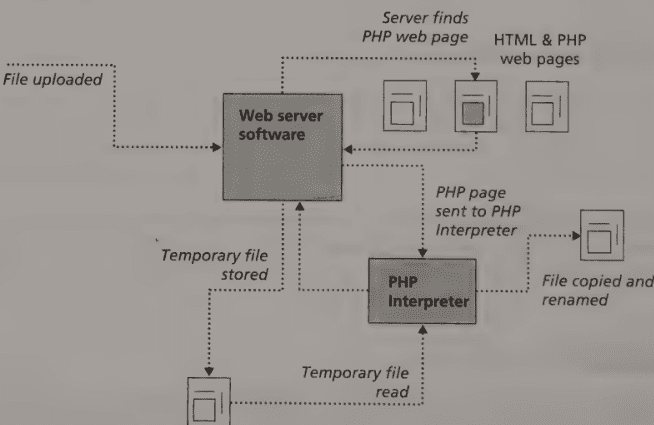 Server finds
PHP web page
HTML & PHP
web pages
File uploaded
Web server
software
PHP page
sent to PHP
Interpreter
Temporary file
stored
PHP
Interpreter
File copied and
renamed
Temporary file
read